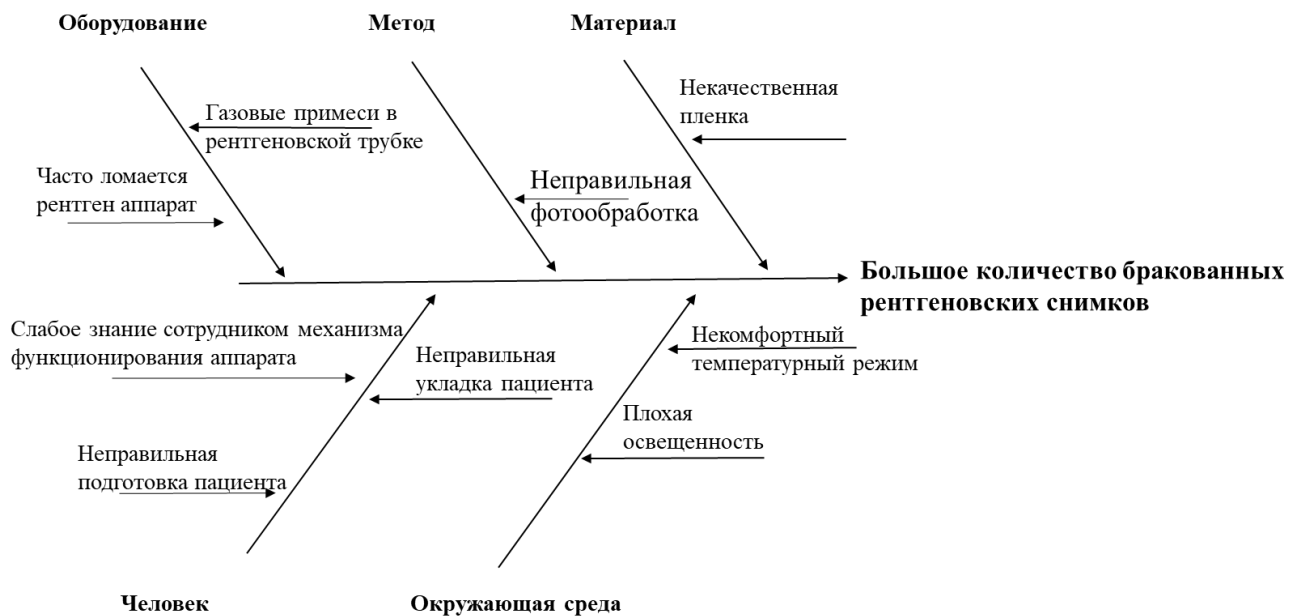 Оборудование
Метод
Материал
Газовые примеси в
рентгеновской трубке
Некачественная
пленка
Часто ломается
рентген аппарат
Неправильная
фотообработка
Большое количество бракованных
рентгеновских снимков
Слабое знание сотрудником механизма
функционирования аппарата
Неправильная
укладка пациента
Некомфортный
температурный режим
Плохая
освещенность
Неправильная
подготовка пациента
Человек
Окружающая среда